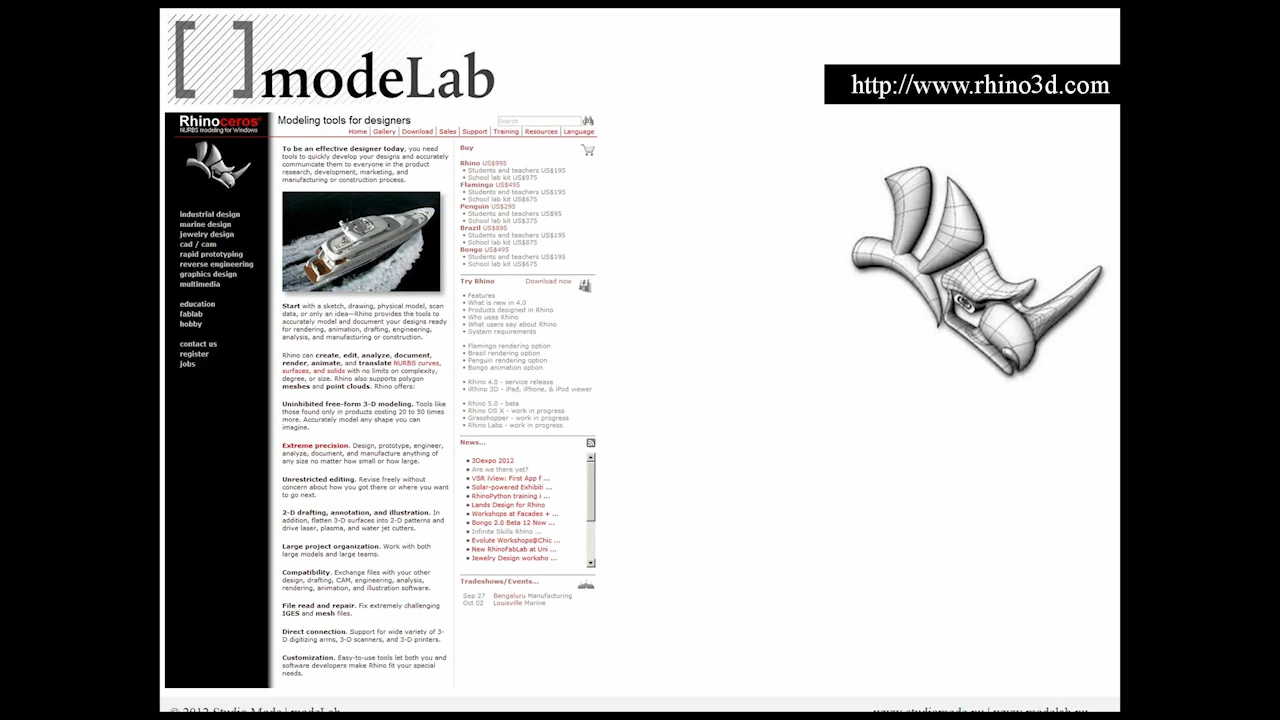 [ ]modeLab
http://www.rhino3d.com
Rhinoceros®
NURBS modeling for Windows
industrial design
marine design
jewelry design
cad / cam
rapid prototyping
reverse engineering
graphics design
multimedia
education
fablab
hobby
contact us
register
jobs
Modeling tools for designers
Search
Home | Gallery | Download | Sales | Support | Training | Resources | Language
To be an effective designer today, you need
tools to quickly develop your designs and accurately
communicate them to everyone in the product
research, development, marketing, and
manufacturing or construction process.
Start with a sketch, drawing, physical model, scan
data, or only an idea—Rhino provides the tools to
accurately model and document your designs ready
for rendering, animation, drafting, engineering,
analysis, and manufacturing or construction.
Rhino can create, edit, analyze, document,
render, animate, and translate NURBS curves,
surfaces, and solids with no limits on complexity,
degree, or size. Rhino also supports polygon
meshes and point clouds. Rhino offers:
Uninhibited free-form 3-D modeling. Tools like
those found only in products costing 20 to 50 times
more. Accurately model any shape you can
imagine.
Extreme precision. Design, prototype, engineer,
analyze, document, and manufacture anything of
any size no matter how small or how large.
Unrestricted editing. Revise freely without
concern about how you got there or where you want
to go next.
2-D drafting, annotation, and illustration. In
addition, flatten 3-D surfaces into 2-D patterns and
drive laser, plasma, and water jet cutters.
Large project organization. Work with both
large models and large teams.
Compatibility. Exchange files with your other
design, drafting, CAM, engineering, analysis,
rendering, animation, and illustration software.
File read and repair. Fix extremely challenging
IGES and mesh files.
Direct connection. Support for wide variety of 3-
D digitizing arms, 3-D scanners, and 3-D printers.
Customization. Easy-to-use tools let both you and
software developers make Rhino fit your special
needs.
Buy
Rhino US$995
• Students and teachers US$195
• School lab kit US$975
Flamingo US$495
• Students and teachers US$195
• School lab kit US$675
Penguin US$295
• Students and teachers US$95
• School lab kit US$375
Brazil US$895
• Students and teachers US$195
• School lab kit US$875
Bongo US$495
• Students and teachers US$195
• School lab kit US$675
Try Rhino Download now
• Features
• What is new in 4.0
• Products designed in Rhino
• Who uses Rhino
• What users say about Rhino
• System requirements
• Flamingo rendering option
• Brazil rendering option
• Penguin rendering option
• Bongo animation option
• Rhino 4.0 - service release
• iRhino 3D - iPad, iPhone, & iPod viewer
• Rhino 5.0 - beta
• Rhino OS X - work in progress
• Grasshopper - work in progress
• Rhino Labs - work in progress
News...
• 3Dexpo 2012
• Are we there yet?
• VSR iView: First App f ...
• Solar-powered Exhibiti ...
• RhinoPython training i ...
• Lands Design for Rhino
• Workshops at Facades + ...
• Bongo 2.0 Beta 12 Now ...
• Infinite Skills Rhino ...
• Evolute Workshops@Chic ...
• New RhinoFabLab at Uni ...
• Jewelry Design worksho ...
Tradeshows/Events...
Sep 27 Bengaluru Manufacturing
Oct 02 Louisville Marine
© 2012 Studio Mode | modeLab
www.studiomode.nu | www.modelab.nu